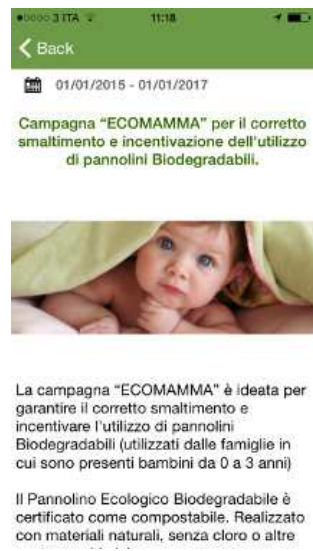 3 ITA 11:18
Back
01/01/2015 - 01/01/2017
Campagna “ECOMAMMA” per il corretto
smaltimento e incentivazione dell'utilizzo
di pannolini Biodegradabili.
La campagna “ECOMAMMA” è ideata per
garantire il corretto smaltimento e
incentivare l'utilizzo di pannolini
Biodegradabili (utilizzati dalle famiglie in
cui sono presenti bambini da 0 a 3 anni)
Il Pannolino Ecologico Biodegradabile è
certificato come compostabile. Realizzato
con materiali naturali, senza cloro o altre